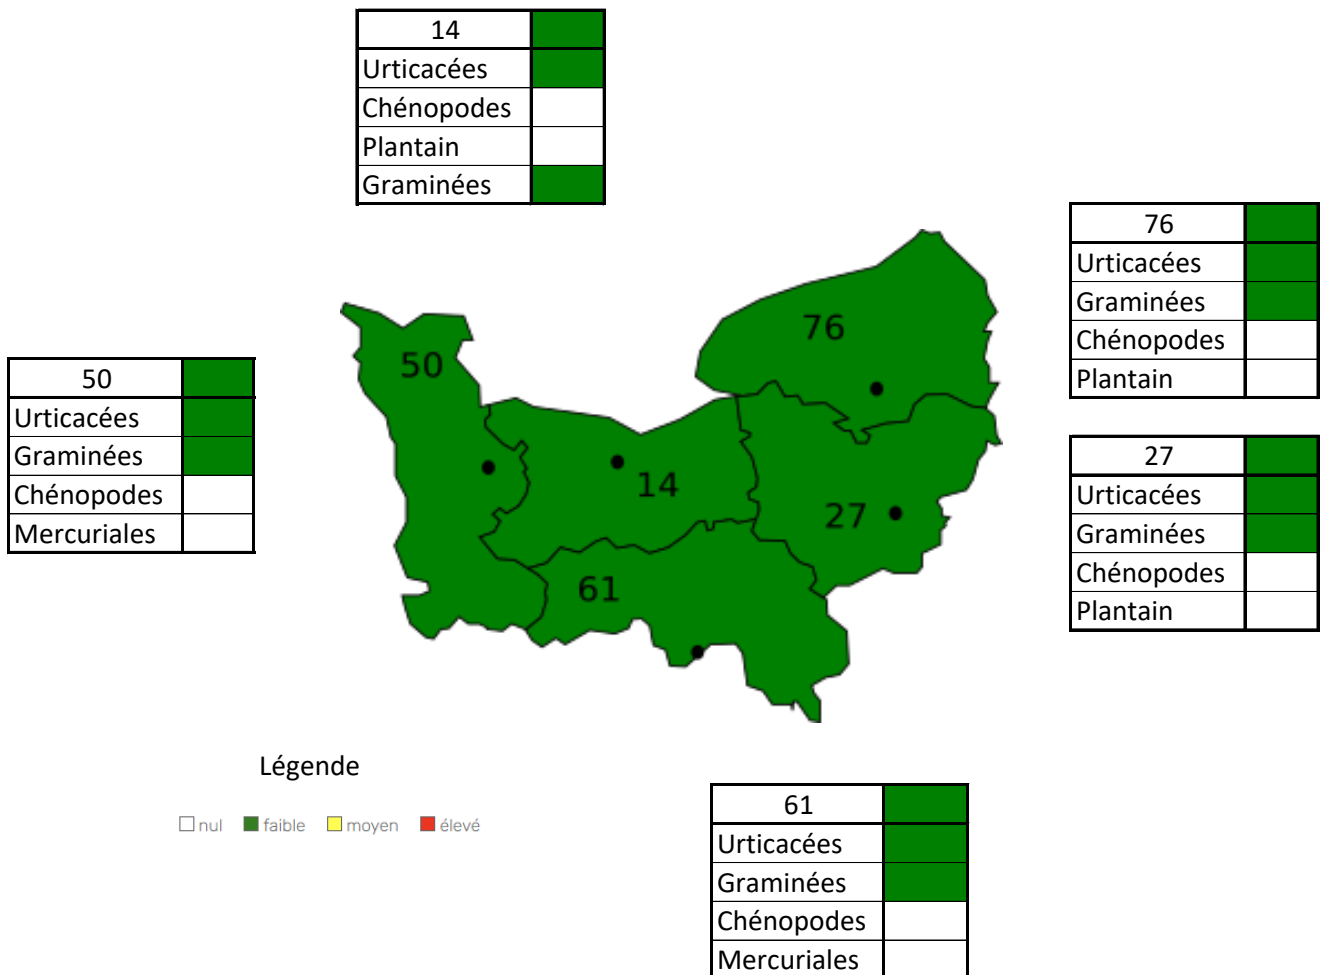 14
Urticacées
Chénopodes
Plantain
Graminées
76
Urticacées
Graminées
Chénopodes
Plantain
50
Urticacées
Graminées
Chénopodes
Mercuriales
27
Urticacées
Graminées
Chénopodes
Plantain
76
50
14
27
61
Légende
nul faible moyen élevé
61
Urticacées
Graminées
Chénopodes
Mercuriales